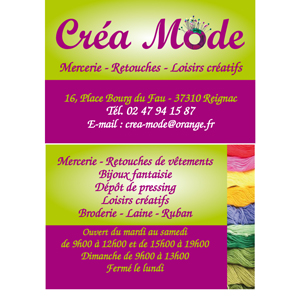 Créa Mode
Mercerie - Retouches - Loisirs créatifs
16, Place Bourg du Fau - 37310 Reignac
Tél. 02 47 94 15 87
E-mail : crea-mode@orange.fr
Mercerie - Retouches de vêtements
Bijoux fantaisie
Dépôt de pressing
Loisirs créatifs
Broderie - Laine - Ruban
Ouvert du mardi au samedi
de 9h00 à 12h00 et de 15h00 à 19h00
Dimanche de 9h00 à 13h00
Fermé le lundi